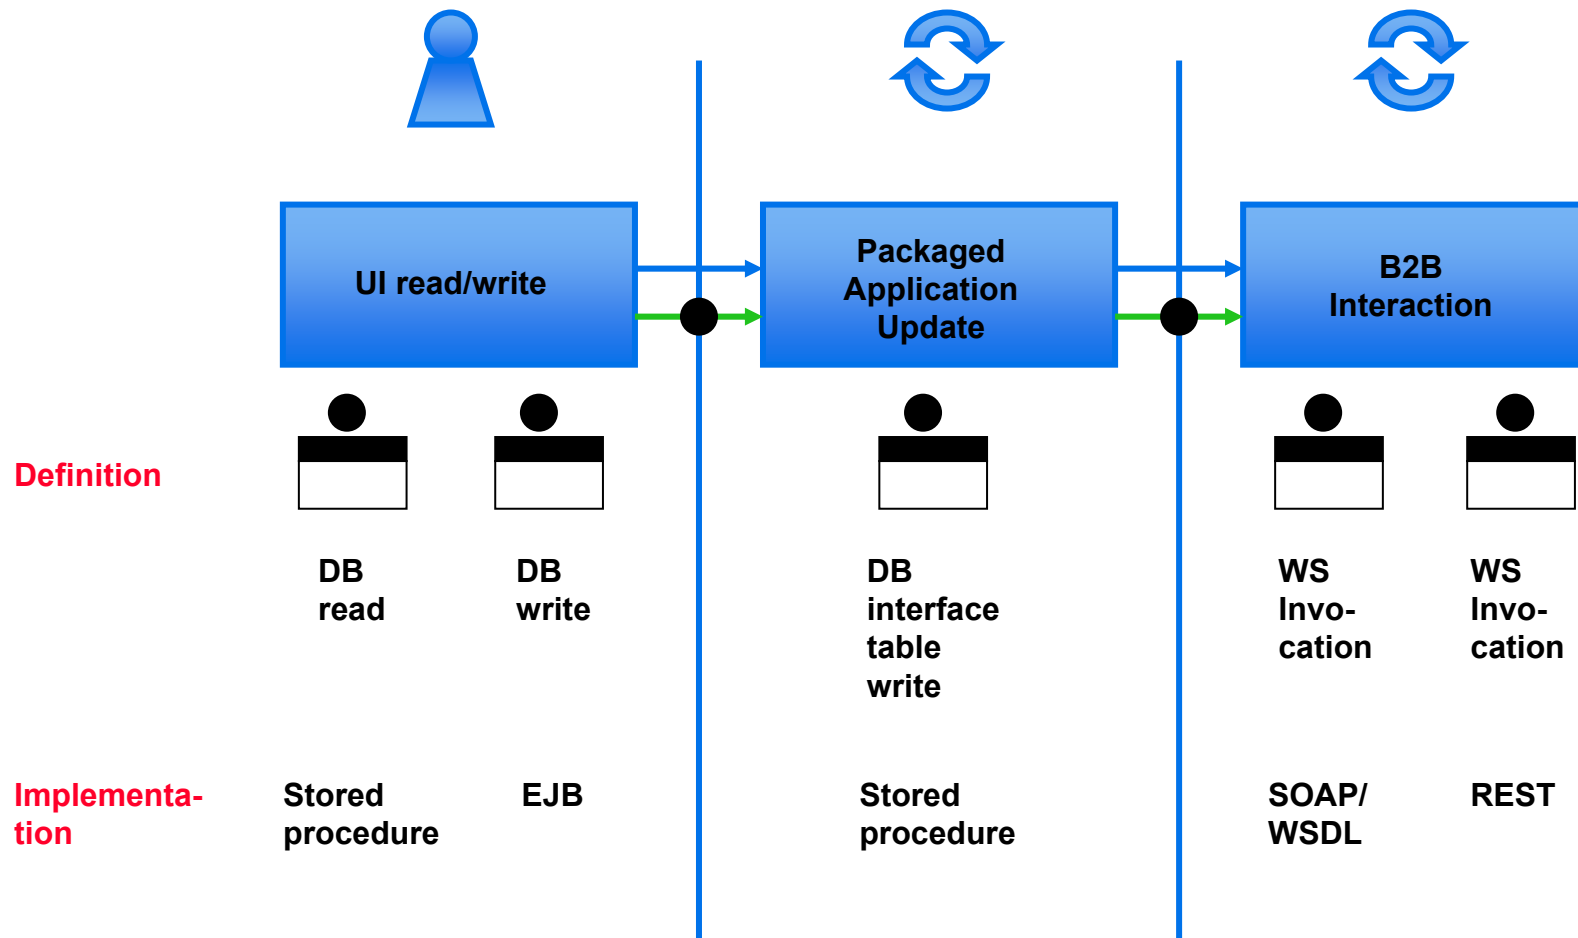 UI read/write
Packaged
Application
Update
B2B
Interaction
Definition
DB
read
DB
write
DB
interface
table
write
WS
Invo-
cation
WS
Invo-
cation
Implementa-
tion
Stored
procedure
EJB
Stored
procedure
SOAP/
WSDL
REST